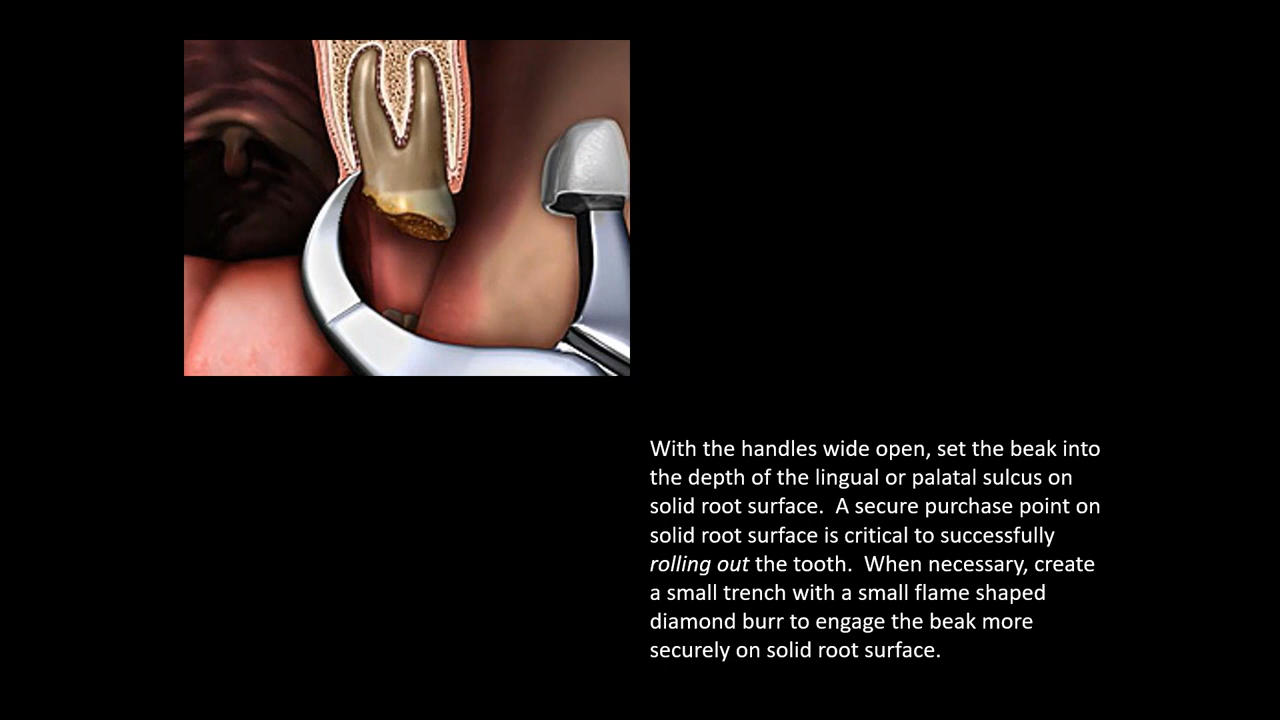 With the handles wide open, set the beak into
the depth of the lingual or palatal sulcus on
solid root surface.  A secure purchase point on
solid root surface is critical to successfully
rolling out the tooth.  When necessary, create
a small trench with a small flame shaped
diamond burr to engage the beak more
securely on solid root surface.